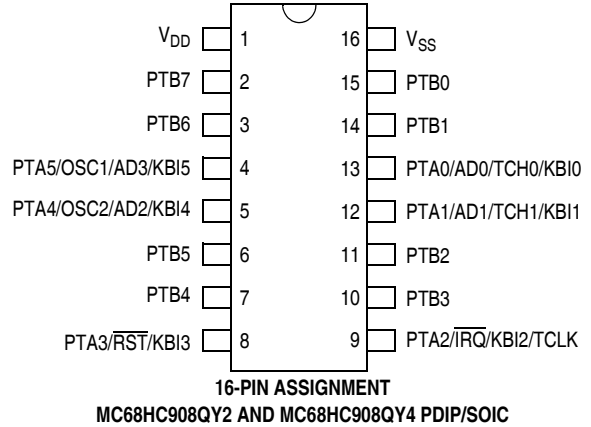 V_DD 1 16 V_SS
PTB7 2 15 PTB0
PTB6 3 14 PTB1
PTA5/OSC1/AD3/KBI5 4 13 PTA0/AD0/TCH0/KBI0
PTA4/OSC2/AD2/KBI4 5 12 PTA1/AD1/TCH1/KBI1
PTB5 6 11 PTB2
PTB4 7 10 PTB3
PTA3/R̅S̅T̅/KBI3 8 9 PTA2/I̅R̅Q̅/KBI2/TCLK
16-PIN ASSIGNMENT
MC68HC908QY2 AND MC68HC908QY4 PDIP/SOIC